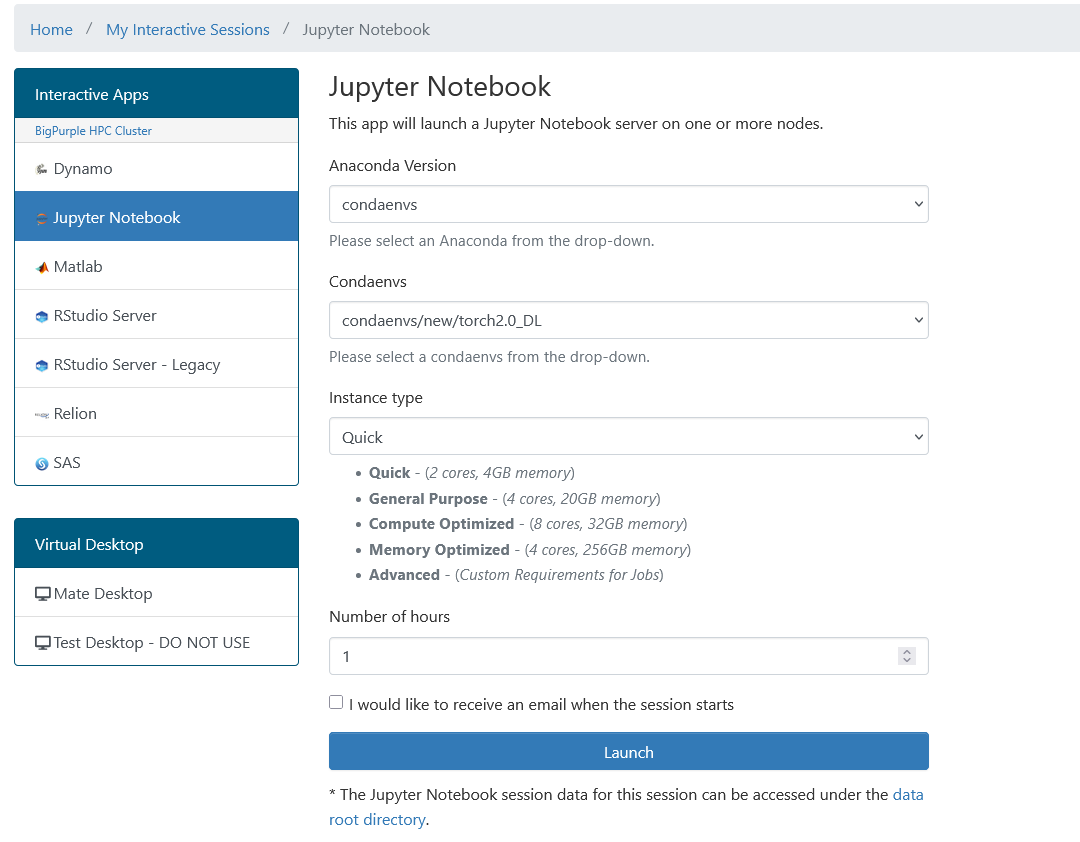 Home / My Interactive Sessions / Jupyter Notebook
Interactive Apps
BigPurple HPC Cluster
Dynamo
Jupyter Notebook
Matlab
RStudio Server
RStudio Server - Legacy
Relion
SAS
Virtual Desktop
Mate Desktop
Test Desktop - DO NOT USE
Jupyter Notebook
This app will launch a Jupyter Notebook server on one or more nodes.
Anaconda Version
condaenvs
Please select an Anaconda from the drop-down.
Condaenvs
condaenvs/new/torch2.0_DL
Please select a condaenvs from the drop-down.
Instance type
Quick
• Quick - (2 cores, 4GB memory)
• General Purpose - (4 cores, 20GB memory)
• Compute Optimized - (8 cores, 32GB memory)
• Memory Optimized - (4 cores, 256GB memory)
• Advanced - (Custom Requirements for Jobs)
Number of hours
1
I would like to receive an email when the session starts
Launch
* The Jupyter Notebook session data for this session can be accessed under the data
root directory.